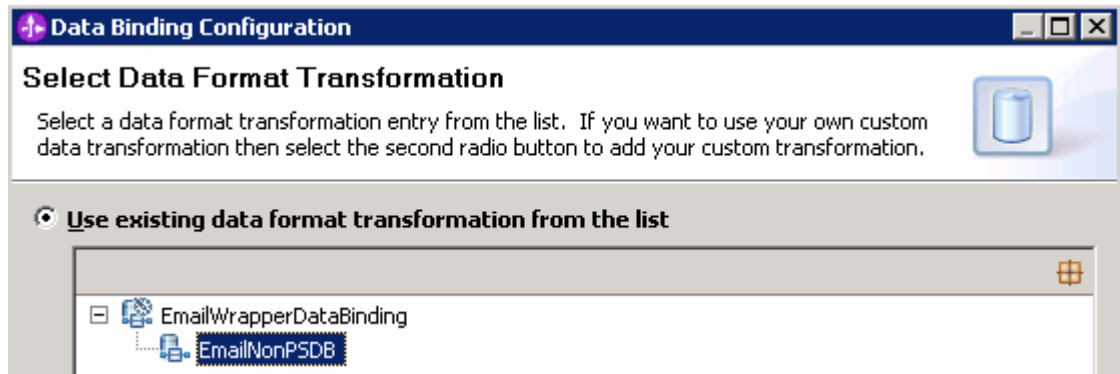 Data Binding Configuration
Select Data Format Transformation
Select a data format transformation entry from the list. If you want to use your own custom
data transformation then select the second radio button to add your custom transformation.
Use existing data format transformation from the list
EmailWrapperDataBinding
EmailNonPSDB